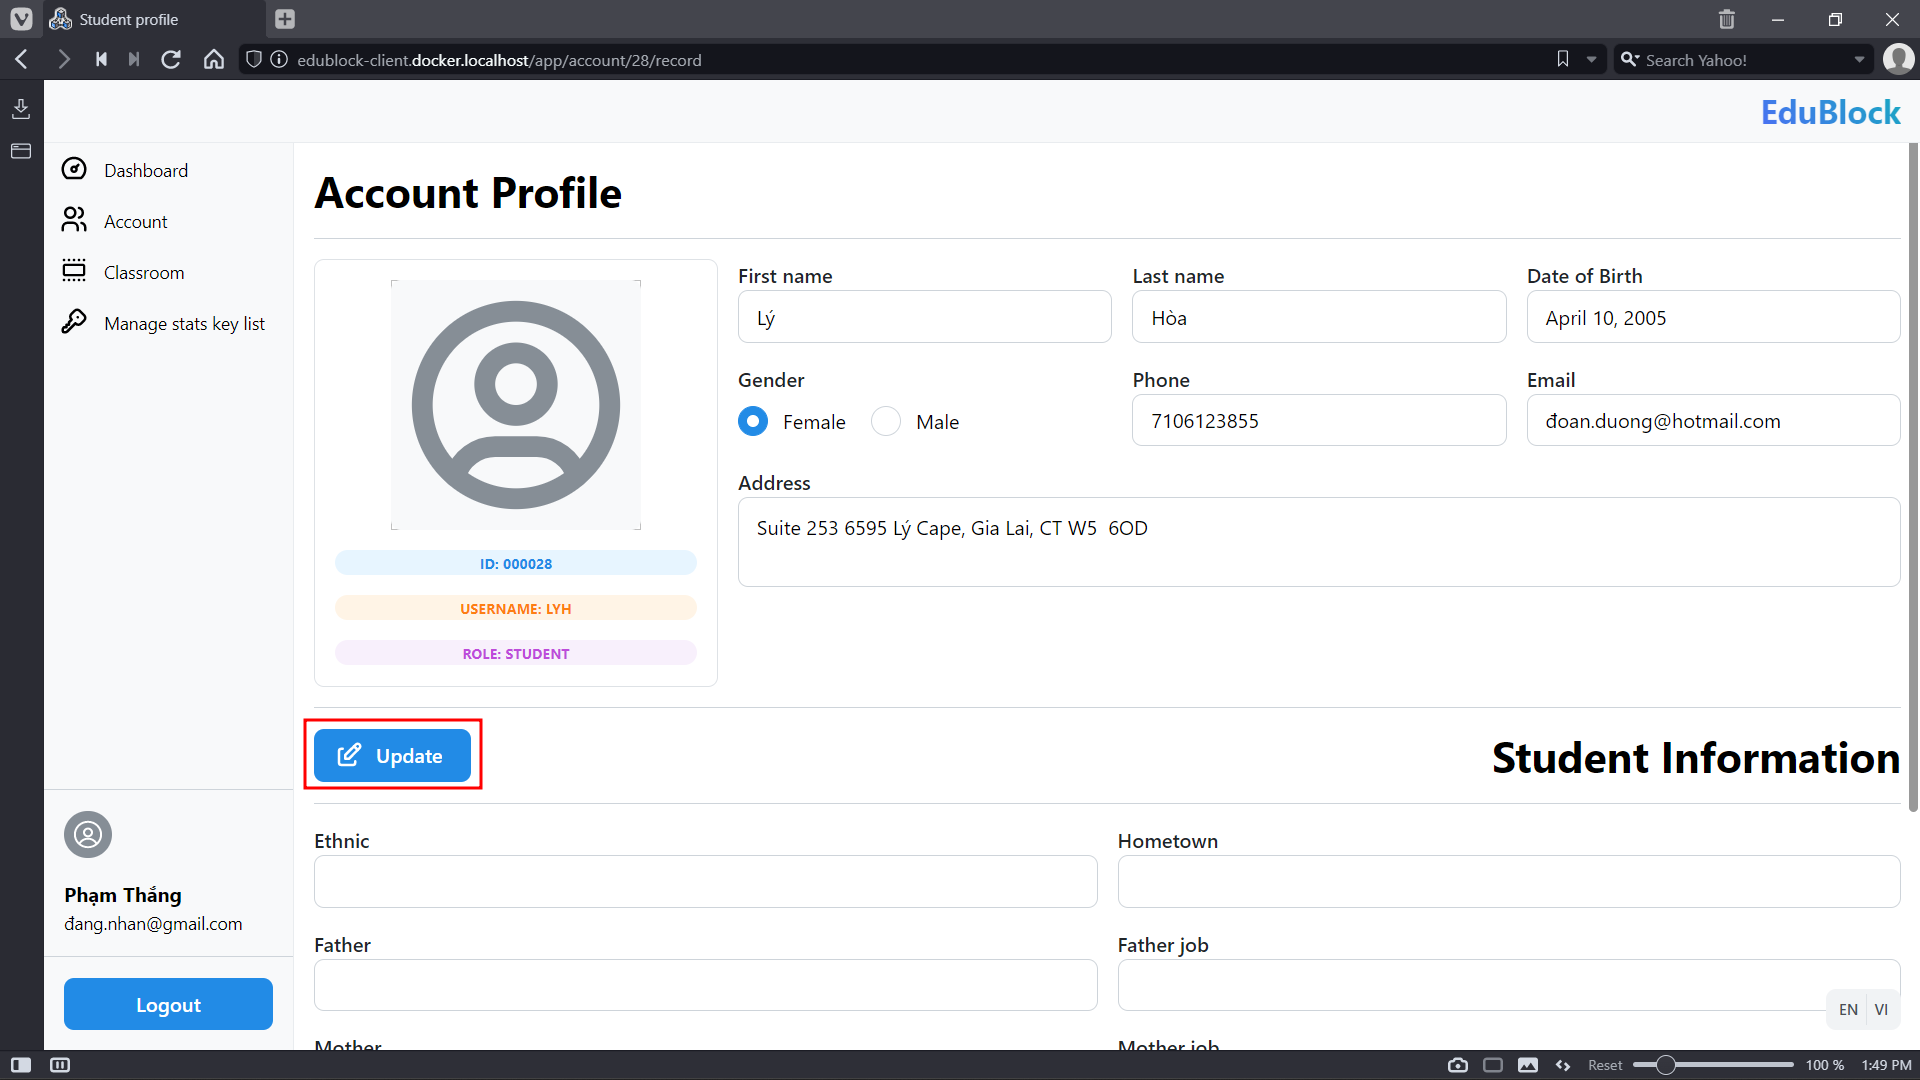 Student profile
edublock-client.docker.localhost/app/account/28/record
Search Yahoo!
EduBlock
Dashboard
Account
Classroom
Manage stats key list
Phạm Thắng
đang.nhan@gmail.com
Logout
Account Profile
ID: 000028
USERNAME: LYH
ROLE: STUDENT
First name
Lý
Last name
Hòa
Date of Birth
April 10, 2005
Gender
Female
Male
Phone
7106123855
Email
đoan.duong@hotmail.com
Address
Suite 253 6595 Lý Cape, Gia Lai, CT W5  6OD
Update
Student Information
Ethnic
Hometown
Father
Father job
Mother
Mother job
EN VI
Reset
100 %
1:49 PM